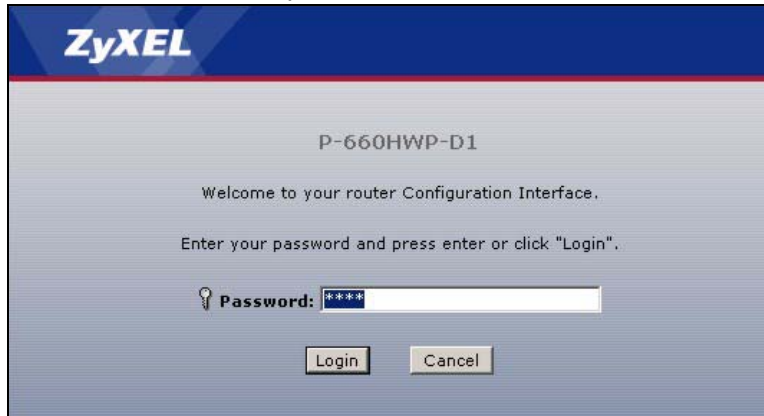 ZyXEL
P-660HWP-D1
Welcome to your router Configuration Interface.
Enter your password and press enter or click "Login".
Password: ****
Login Cancel